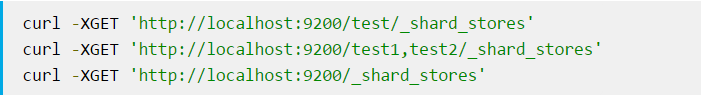 curl -XGET 'http://localhost:9200/test/_shard_stores'
curl -XGET 'http://localhost:9200/test1,test2/_shard_stores'
curl -XGET 'http://localhost:9200/_shard_stores'